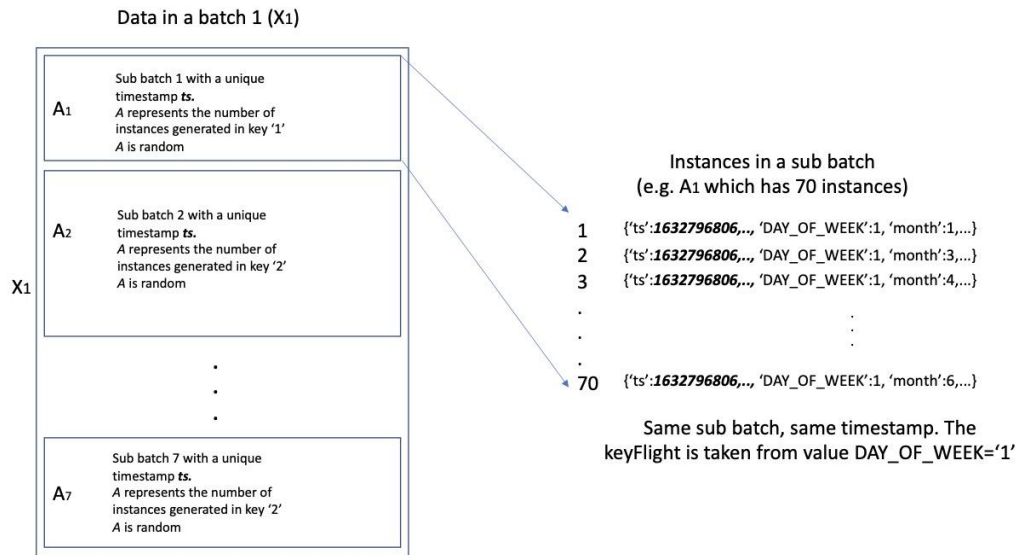 Data in a batch 1 (X1)
X1
A1
Sub batch 1 with a unique
timestamp ts.
A represents the number of
instances generated in key ‘1’
A is random
A2
Sub batch 2 with a unique
timestamp ts.
A represents the number of
instances generated in key ‘2’
A is random
.
.
.
A7
Sub batch 7 with a unique
timestamp ts.
A represents the number of
instances generated in key ‘2’
A is random
Instances in a sub batch
(e.g. A1 which has 70 instances)
1 {‘ts’:1632796806,.., ‘DAY_OF_WEEK’:1, ‘month’:1,...}
2 {‘ts’:1632796806,.., ‘DAY_OF_WEEK’:1, ‘month’:3,...}
3 {‘ts’:1632796806,.., ‘DAY_OF_WEEK’:1, ‘month’:4,...}
. .
. .
. .
70 {‘ts’:1632796806,.., ‘DAY_OF_WEEK’:1, ‘month’:6,...}
Same sub batch, same timestamp. The
keyFlight is taken from value DAY_OF_WEEK=‘1’